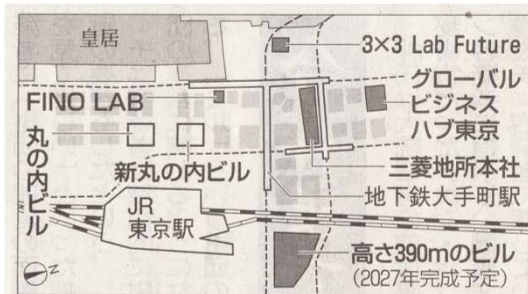 皇居
3×3 Lab Future
グローバル
ビジネス
ハブ東京
FINO LAB
三菱地所本社
丸の内ビル
新丸の内ビル
地下鉄大手町駅
JR
東京駅
高さ390mのビル
(2027年完成予定)
N